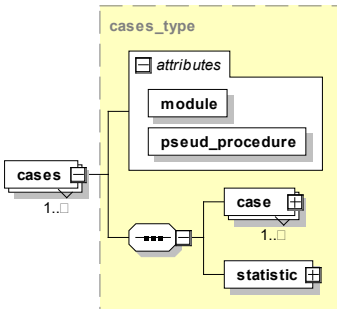 cases_type
attributes
module
pseud_procedure
cases
1..
case
1..
statistic